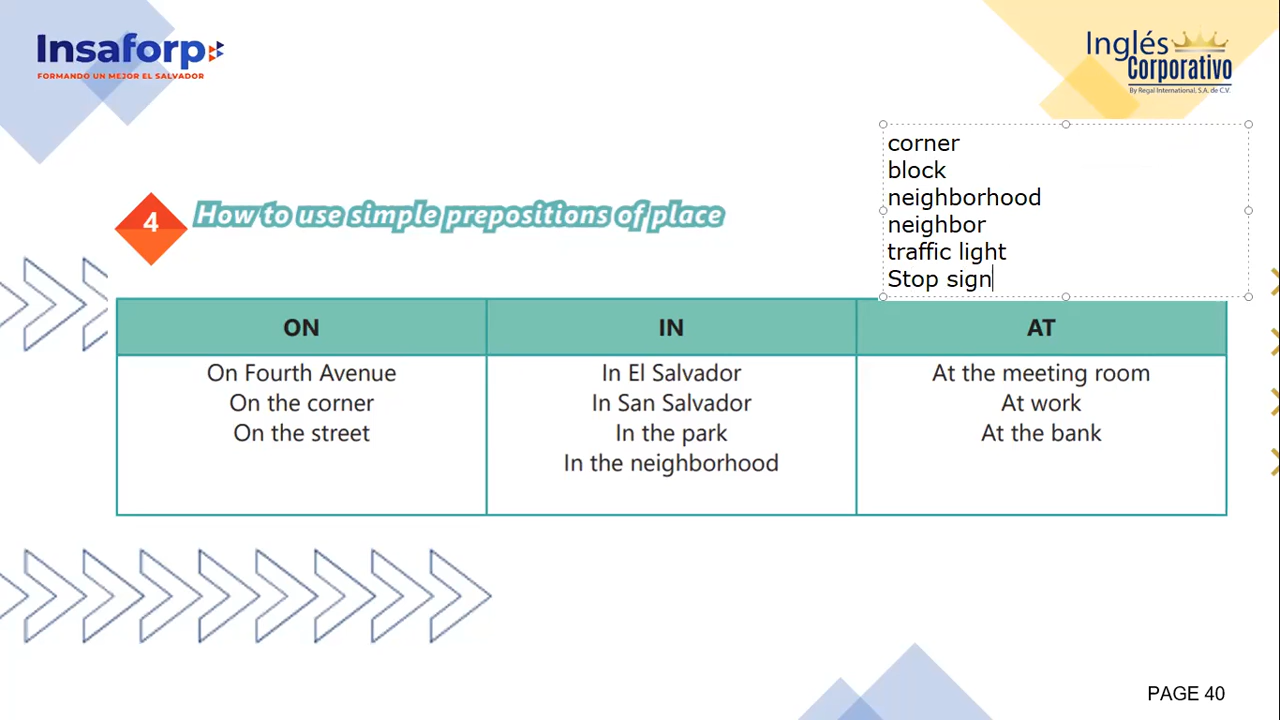 Insaforp
FORMANDO UN MEJOR EL SALVADOR
Inglés
Corporativo
By Regal International, S.A. de C.V.
corner
block
neighborhood
neighbor
traffic light
Stop sign
4
How to use simple prepositions of place
ON
IN
AT
On Fourth Avenue
On the corner
On the street
In El Salvador
In San Salvador
In the park
In the neighborhood
At the meeting room
At work
At the bank
PAGE 40